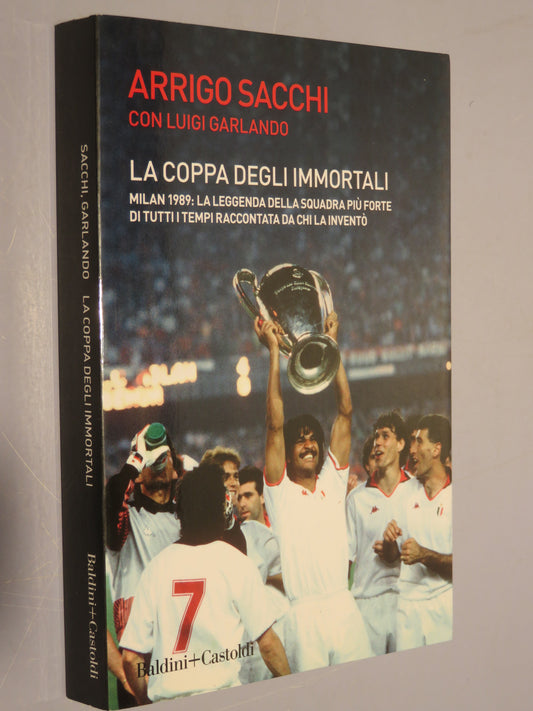 ARRIGO SACCHI
CON LUIGI GARLANDO
LA COPPA DEGLI IMMORTALI
MILAN 1989: LA LEGGENDA DELLA SQUADRA PIÙ FORTE
DI TUTTI I TEMPI RACCONTATA DA CHI LA INVENTÒ
7
Baldini+Castoldi
SACCHI, GARLANDO LA COPPA DEGLI IMMORTALI
Baldini+Castoldi